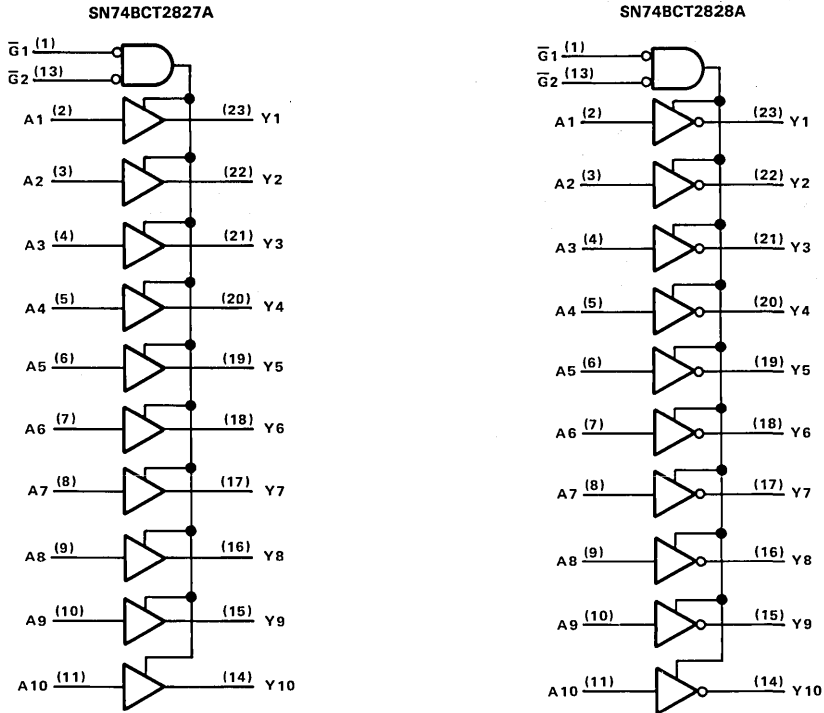 SN74BCT2827A
G̅1 (1)
G̅2 (13)
A1 (2) (23) Y1
A2 (3) (22) Y2
A3 (4) (21) Y3
A4 (5) (20) Y4
A5 (6) (19) Y5
A6 (7) (18) Y6
A7 (8) (17) Y7
A8 (9) (16) Y8
A9 (10) (15) Y9
A10 (11) (14) Y10
SN74BCT2828A
G̅1 (1)
G̅2 (13)
A1 (2) (23) Y1
A2 (3) (22) Y2
A3 (4) (21) Y3
A4 (5) (20) Y4
A5 (6) (19) Y5
A6 (7) (18) Y6
A7 (8) (17) Y7
A8 (9) (16) Y8
A9 (10) (15) Y9
A10 (11) (14) Y10